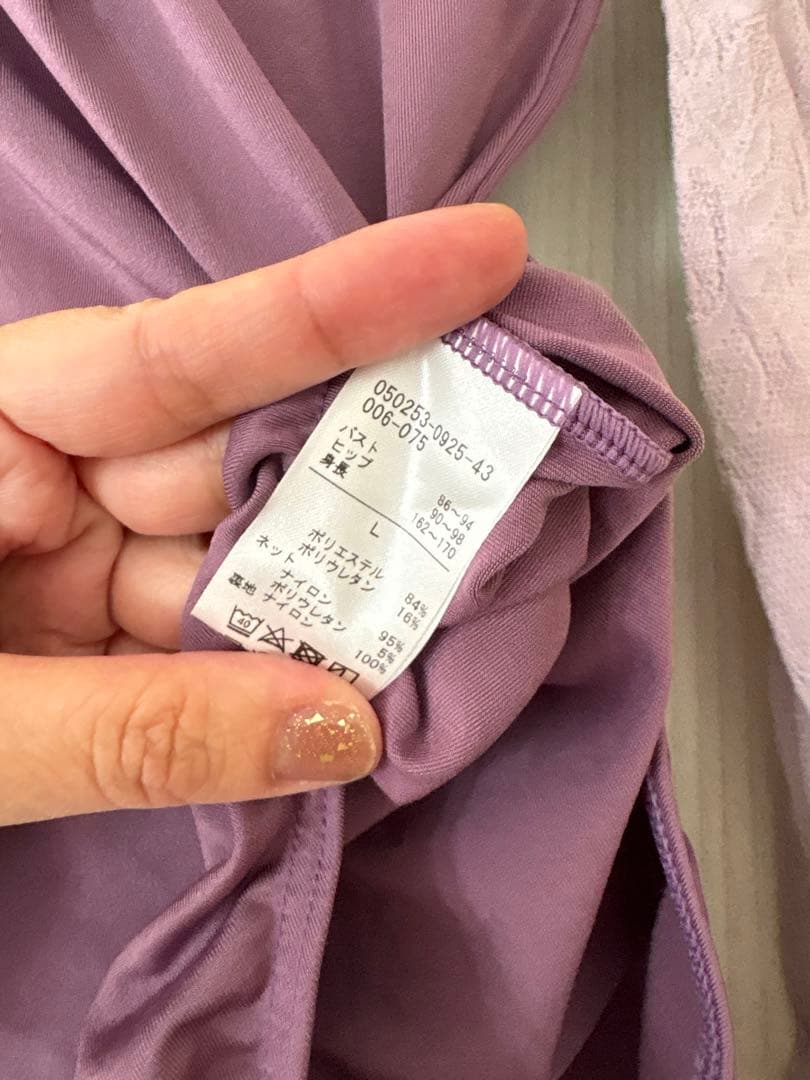 050253-0925-43
006-075
バスト 86~94
ヒップ 90~98
身長 162~170
L
ポリエステル 84%
ポリウレタン 16%
ネット
ナイロン 95%
ポリウレタン 5%
裏地 ナイロン 100%
40